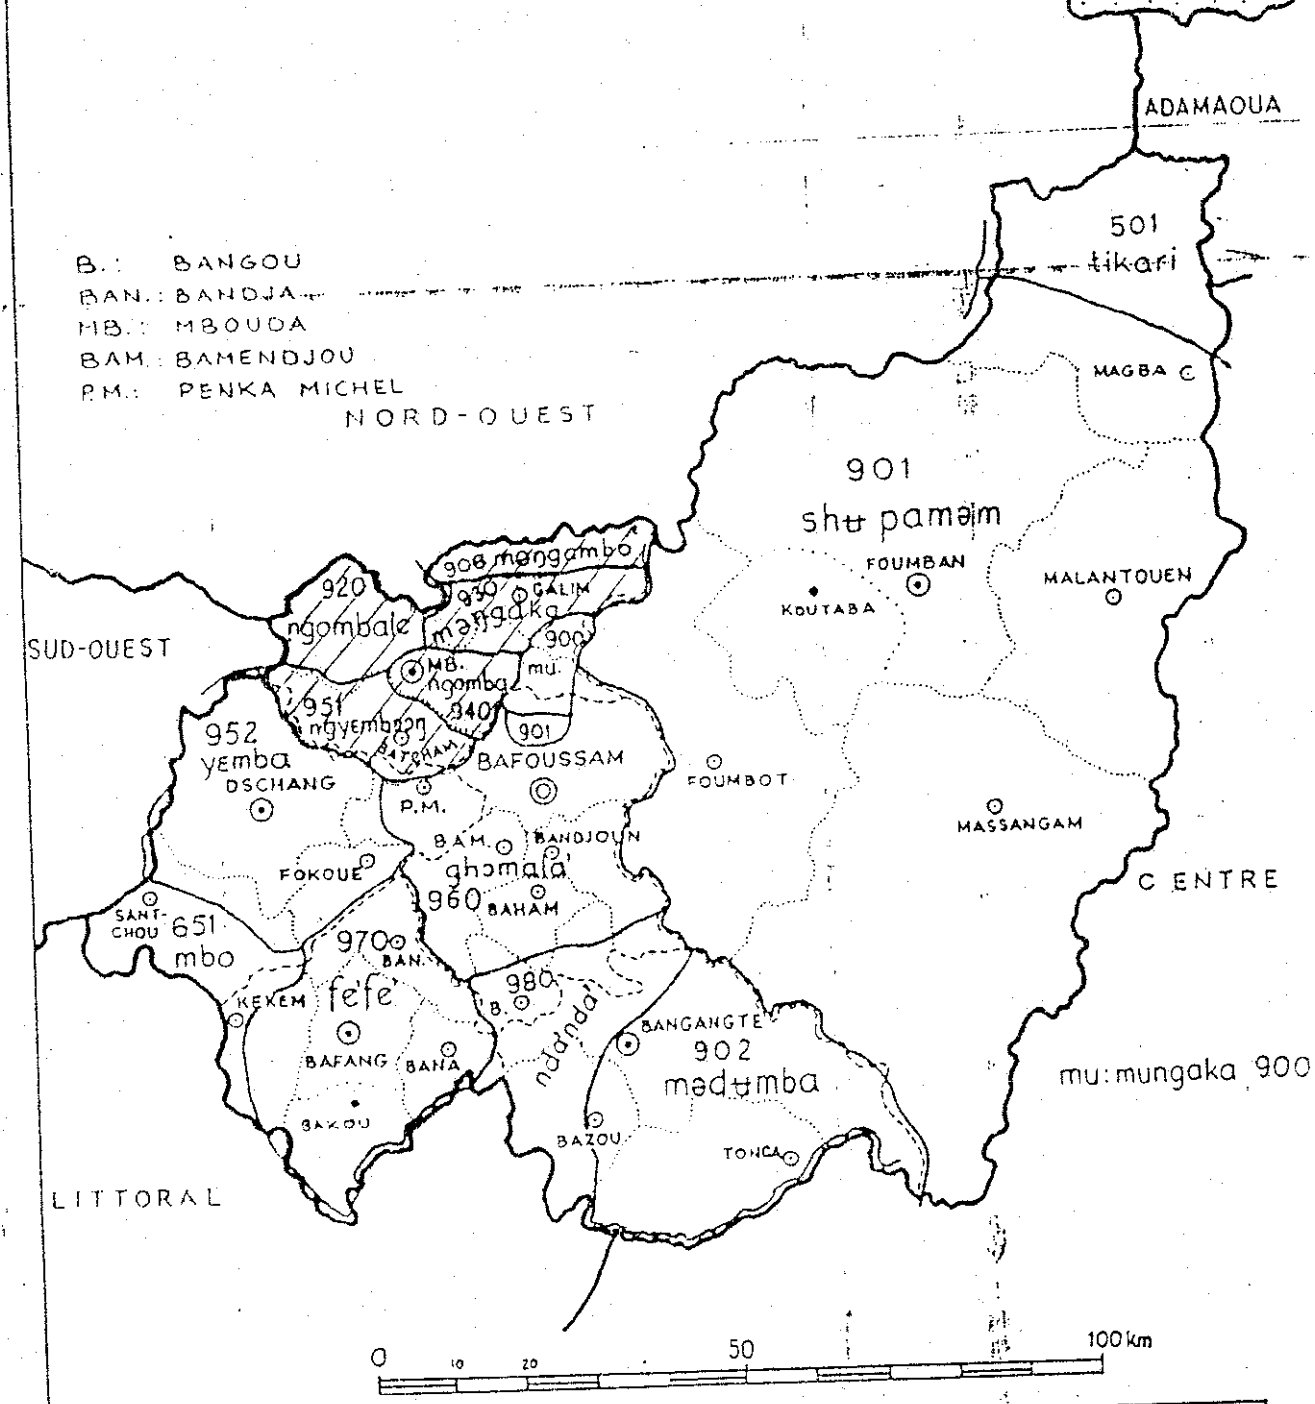 ADAMAOUA
501
tikari
B.: BANGOU
BAN.: BANDJA
MB.: MBOUDA
BAM.: BAMENDJOU
P.M.: PENKA MICHEL
NORD-OUEST
MAGBA
901
shʉ paməm
FOUMBAN
KOUTABA
MALANTOUEN
906 məngambo
930 GALIM
məŋgaka
920
ngombale
900
mu.
SUD-OUEST
MB.
ngomba
940
951
ngyembɔɔŋ
BATCHAM
901
952
yemba
DSCHANG
BAFOUSSAM
P.M.
FOUMBOT
MASSANGAM
BAM.
BANDJOUN
ghɔmala'
960
BAHAM
FOKOUE
CENTRE
SANT-
CHOU
651
mbo
970
BAN.
fe'fe'
KEKEM
980
B.
nda'nda'
BAFANG
BANA
BAKOU
BANGANGTE
902
mədʉmba
mu: mungaka 900
BAZOU
TONGA
LITTORAL
0 10 20 50 100 km